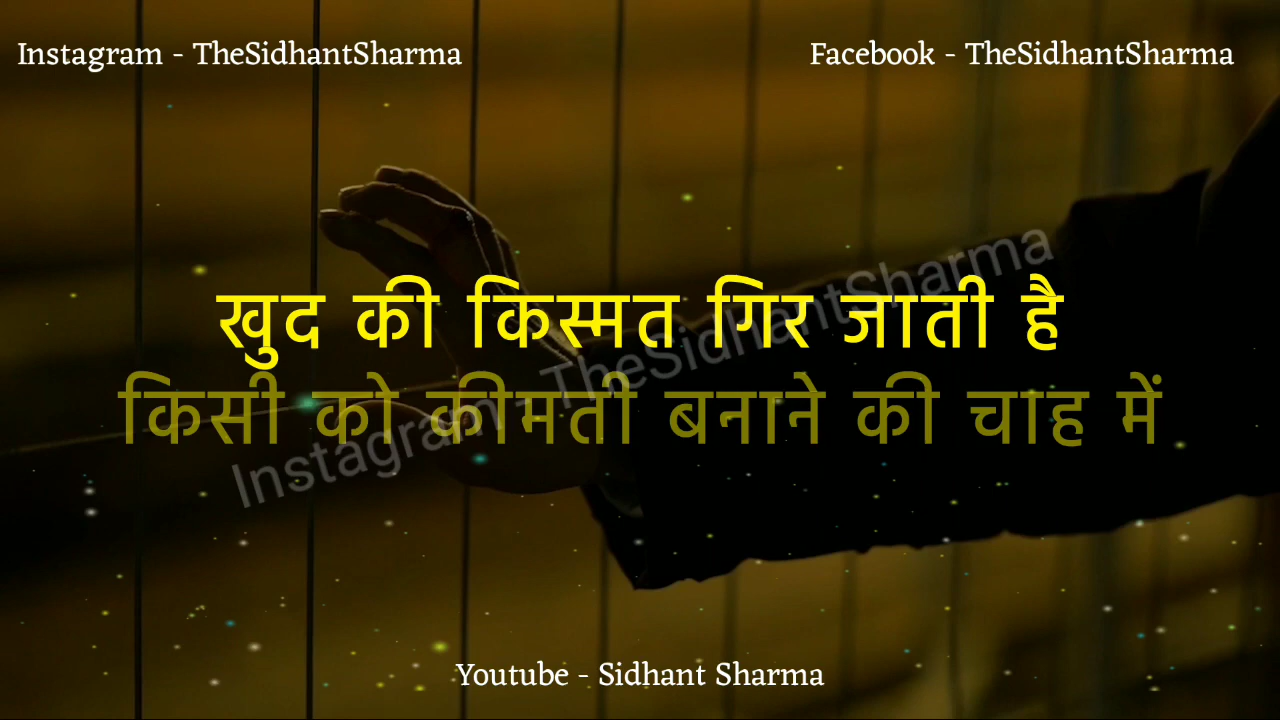 Instagram - TheSidhantSharma
Facebook - TheSidhantSharma
खुद की किस्मत गिर जाती है
किसी को कीमती बनाने की चाह में
Instagram - TheSidhantSharma
Youtube - Sidhant Sharma